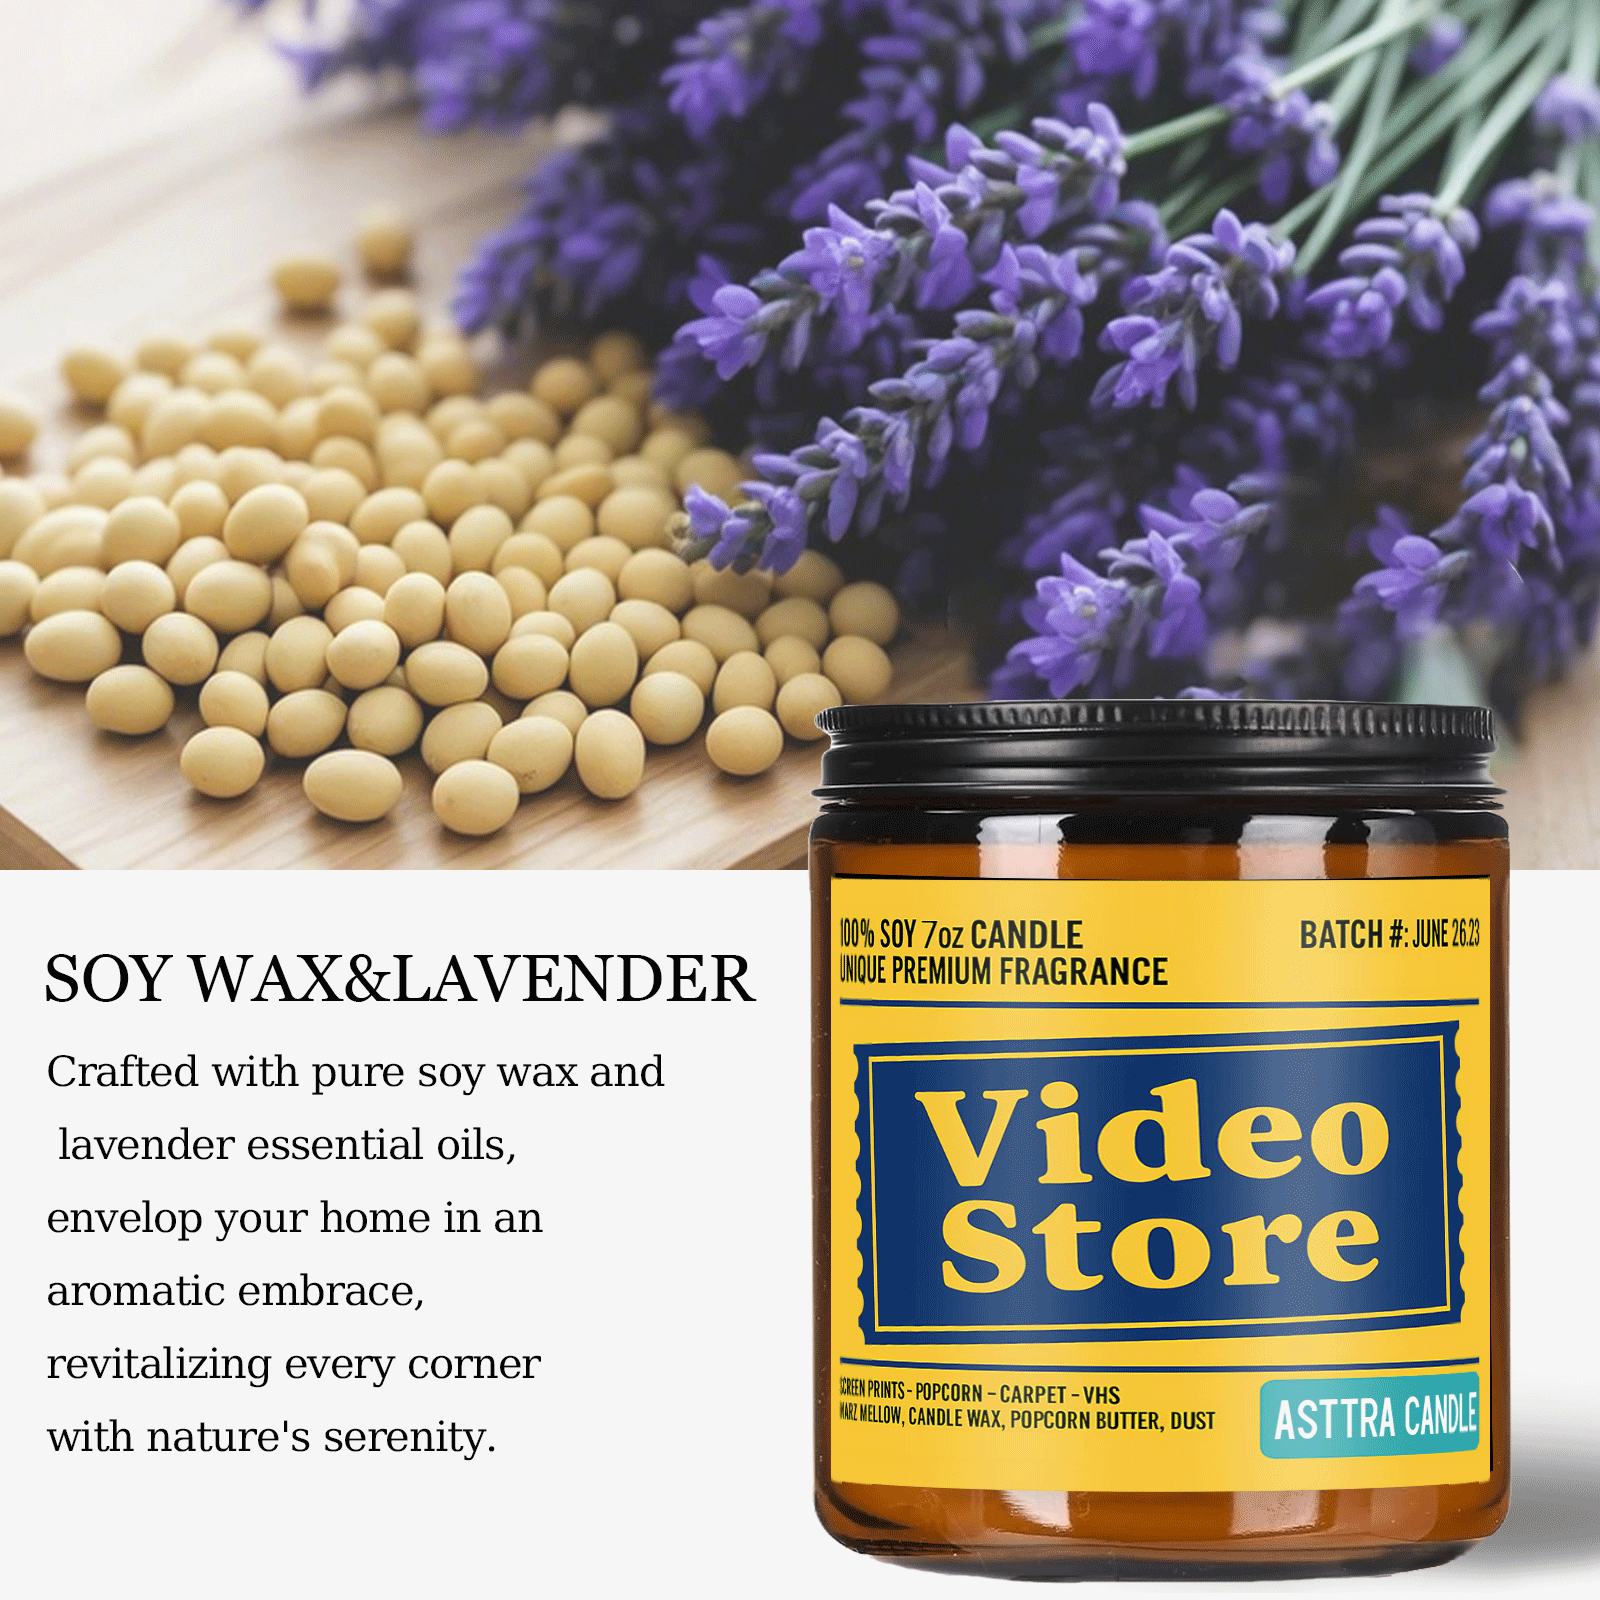 SOY WAX&LAVENDER
Crafted with pure soy wax and
lavender essential oils,
envelop your home in an
aromatic embrace,
revitalizing every corner
with nature's serenity.
100% SOY 7oz CANDLE
UNIQUE PREMIUM FRAGRANCE
BATCH #: JUNE 26.23
Video
Store
SCREEN PRINTS - POPCORN - CARPET - VHS
MARZ MELLOW, CANDLE WAX, POPCORN BUTTER, DUST
ASTTRA CANDLE